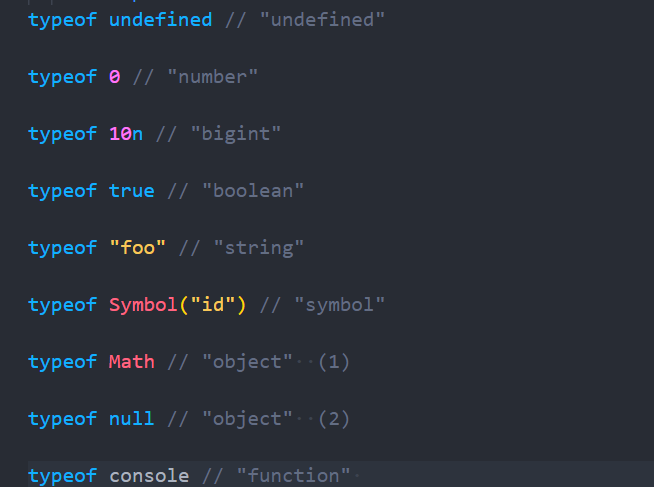 typeof undefined // "undefined"
typeof 0 // "number"
typeof 10n // "bigint"
typeof true // "boolean"
typeof "foo" // "string"
typeof Symbol("id") // "symbol"
typeof Math // "object"  (1)
typeof null // "object"  (2)
typeof console // "function"